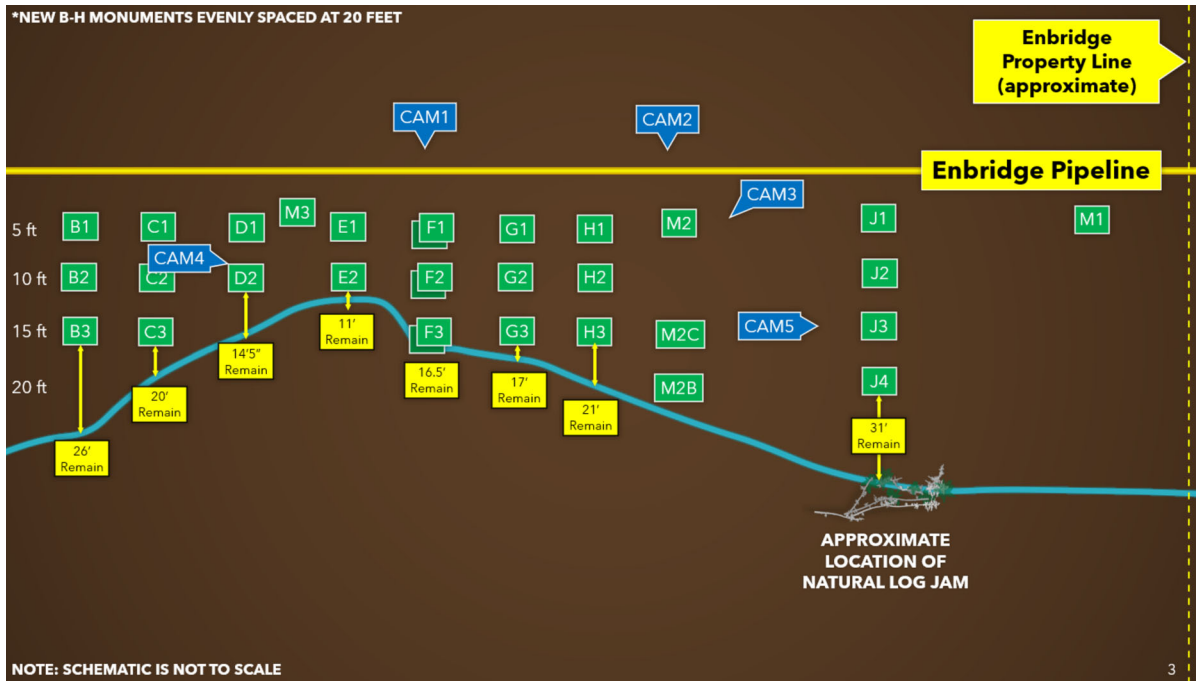 *NEW B-H MONUMENTS EVENLY SPACED AT 20 FEET
Enbridge
Property Line
(approximate)
CAM1
CAM2
Enbridge Pipeline
CAM3
5 ft
B1
C1
D1
M3
E1
F1
G1
H1
M2
J1
M1
CAM4
10 ft
B2
C2
D2
E2
F2
G2
H2
J2
15 ft
B3
C3
F3
G3
H3
M2C
CAM5
J3
11'
Remain
14'5"
Remain
20 ft
M2B
J4
20'
Remain
16.5'
Remain
17'
Remain
21'
Remain
31'
Remain
26'
Remain
APPROXIMATE
LOCATION OF
NATURAL LOG JAM
NOTE: SCHEMATIC IS NOT TO SCALE
3